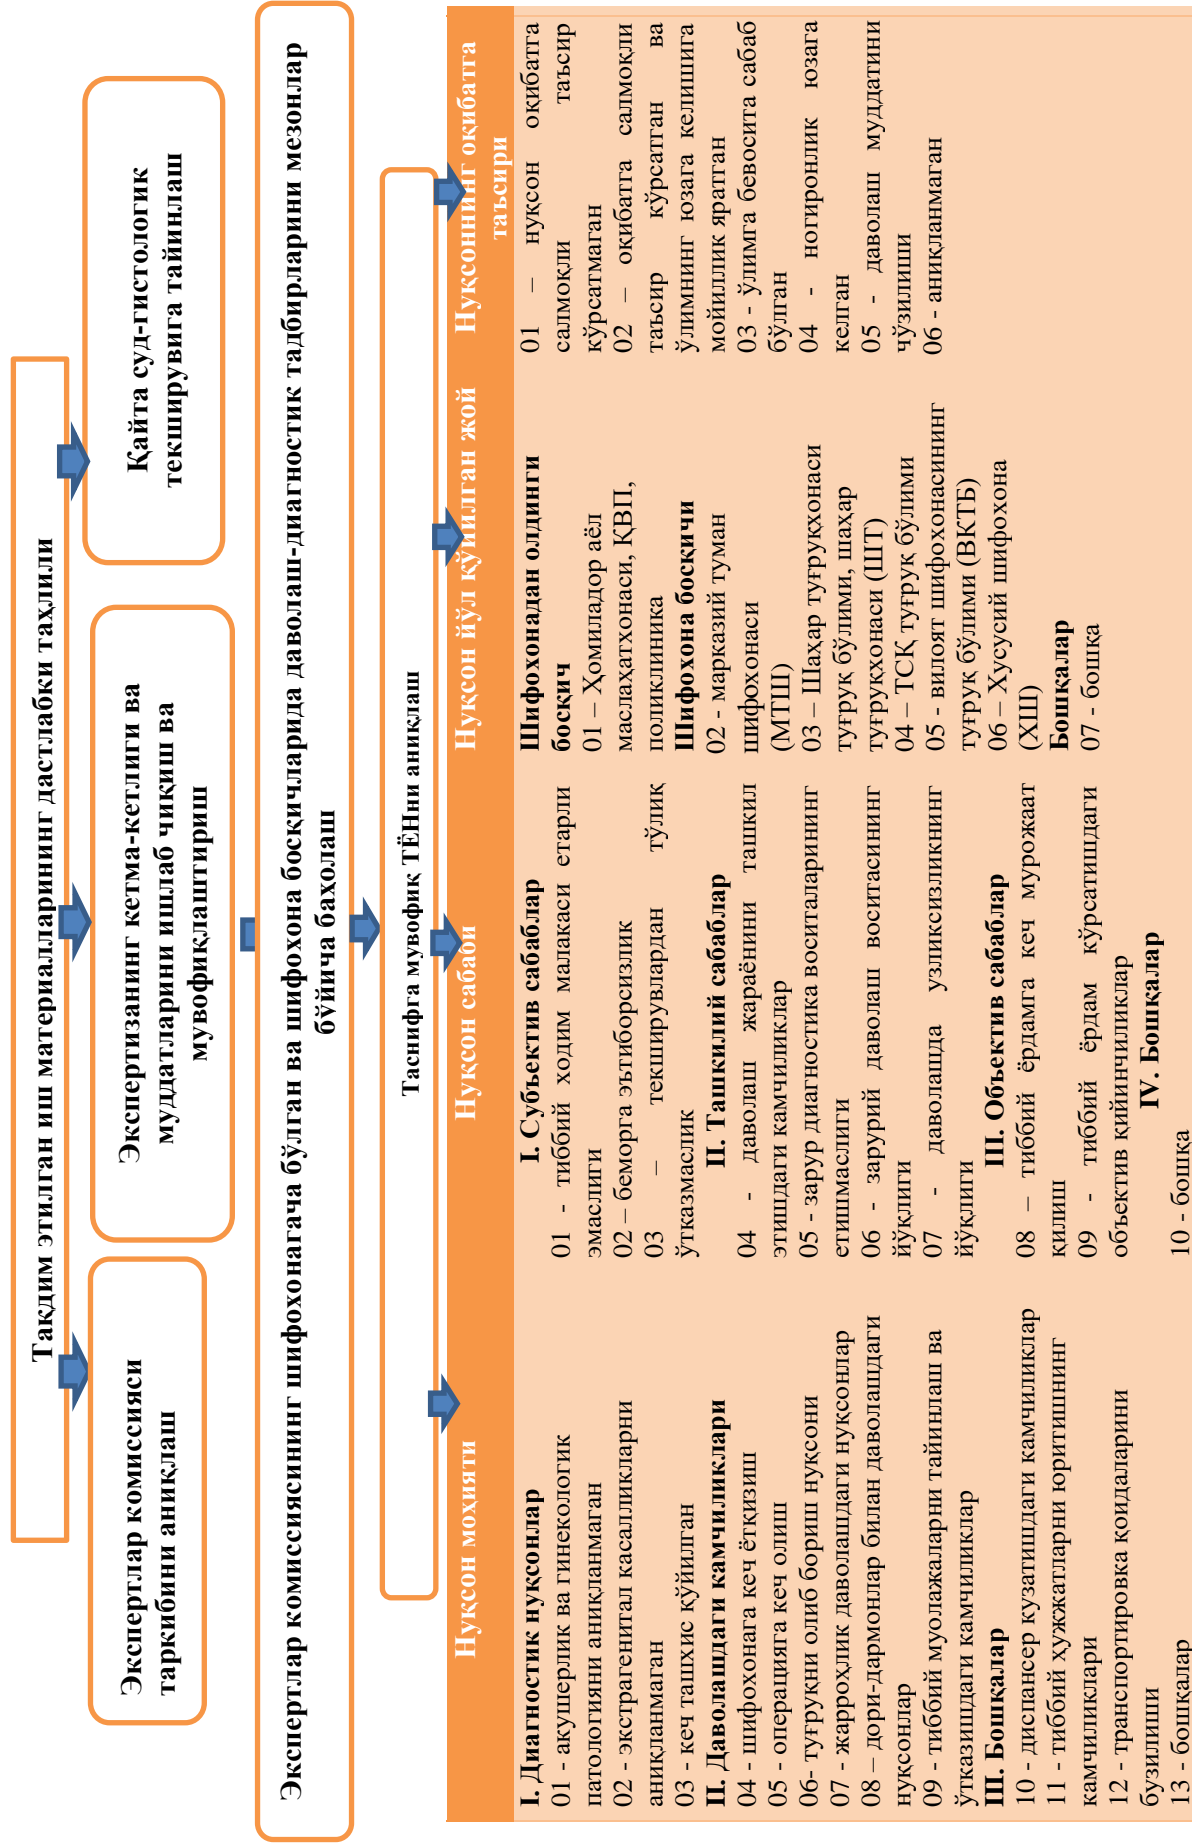 Тақдим этилган иш материалларининг дастлабки таҳлили
Экспертлар комиссияси
таркибини аниқлаш
Экспертизанинг кетма-кетлиги ва
муддатларини ишлаб чиқиш ва
мувофиқлаштириш
Қайта суд-гистологик
текширувига тайинлаш
Экспертлар комиссиясининг шифохонагача бўлган ва шифохона босқичларида даволаш-диагностик тадбирларини мезонлар
бўйича баҳолаш
Таснифга мувофиқ ТЁНни аниқлаш
Нуқсон моҳияти
I. Диагностик нуқсонлар
01 - акушерлик ва гинекологик
патологияни аниқланмаган
02 - экстрагенитал касалликларни
аниқланмаган
03 - кеч ташхис қўйилган
II. Даволашдаги камчиликлари
04 - шифохонага кеч ётқизиш
05 - операцияга кеч олиш
06- туғруқни олиб бориш нуқсони
07 - жарроҳлик даволашдаги нуқсонлар
08 – дори-дармонлар билан даволашдаги
нуқсонлар
09 - тиббий муолажаларни тайинлаш ва
ўтказишдаги камчиликлар
III. Бошқалар
10 - диспансер кузатишдаги камчиликлар
11 - тиббий ҳужжатларни юритишнинг
камчиликлари
12 - транспортировка қоидаларини
бузилиши
13 - бошқалар
Нуқсон сабаби
I. Субъектив сабаблар
01 - тиббий ходим малакаси етарли
эмаслиги
02 – беморга эътиборсизлик
03 – текширувлардан тўлиқ
ўтказмаслик
II. Ташкилий сабаблар
04 - даволаш жараёнини ташкил
этишдаги камчиликлар
05 - зарур диагностика воситаларининг
етишмаслиги
06 - зарурий даволаш воситасининг
йўқлиги
07 - даволашда узликсизликнинг
йўқлиги
III. Объектив сабаблар
08 – тиббий ёрдамга кеч мурожаат
қилиш
09 - тиббий ёрдам кўрсатишдаги
объектив қийинчиликлар
IV. Бошқалар
10 - бошқа
Нуқсон йўл қўйилган жой
Шифохонадан олдинги
босқич
01 – Ҳомиладор аёл
маслаҳатхонаси, ҚВП,
поликлиника
Шифохона босқичи
02 - марказий туман
шифохонаси
(МТШ)
03 – Шаҳар туғруқхонаси
туғруқ бўлими, шаҳар
туғруқхонаси (ШТ)
04 – ТСҚ туғруқ бўлими
05 - вилоят шифохонасининг
туғруқ бўлими (ВКТБ)
06 – Хусусий шифохона
(ХШ)
Бошқалар
07 - бошқа
Нуқсоннинг оқибатга
таъсири
01 – нуқсон оқибатга
салмоқли таъсир
кўрсатмаган
02 – оқибатга салмоқли
таъсир кўрсатган ва
ўлимнинг юзага келишига
мойиллик яратган
03 - ўлимга бевосита сабаб
бўлган
04 - ногиронлик юзага
келган
05 - даволаш муддатини
чўзилиши
06 - аниқланмаган